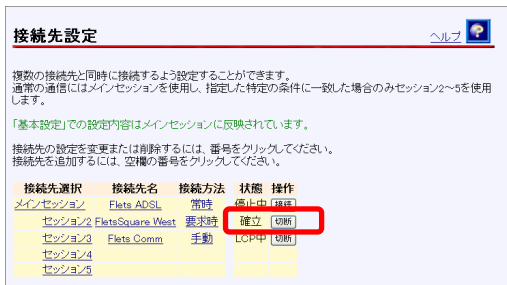 接続先設定 ヘルプ ?
複数の接続先と同時に接続するよう設定することができます。
通常の通信にはメインセッションを使用し、指定した特定の条件に一致した場合のみセッション2~5を使用
します。
「基本設定」での設定内容はメインセッションに反映されています。
接続先の設定を変更または削除するには、番号をクリックしてください。
接続先を追加するには、空欄の番号をクリックしてください。
接続先選択 接続先名 接続方法 状態 操作
メインセッション Flets ADSL 常時 停止中 接続
セッション2 FletsSquare West 要求時 確立 切断
セッション3 Flets Comm 手動 LCP中 切断
セッション4
セッション5